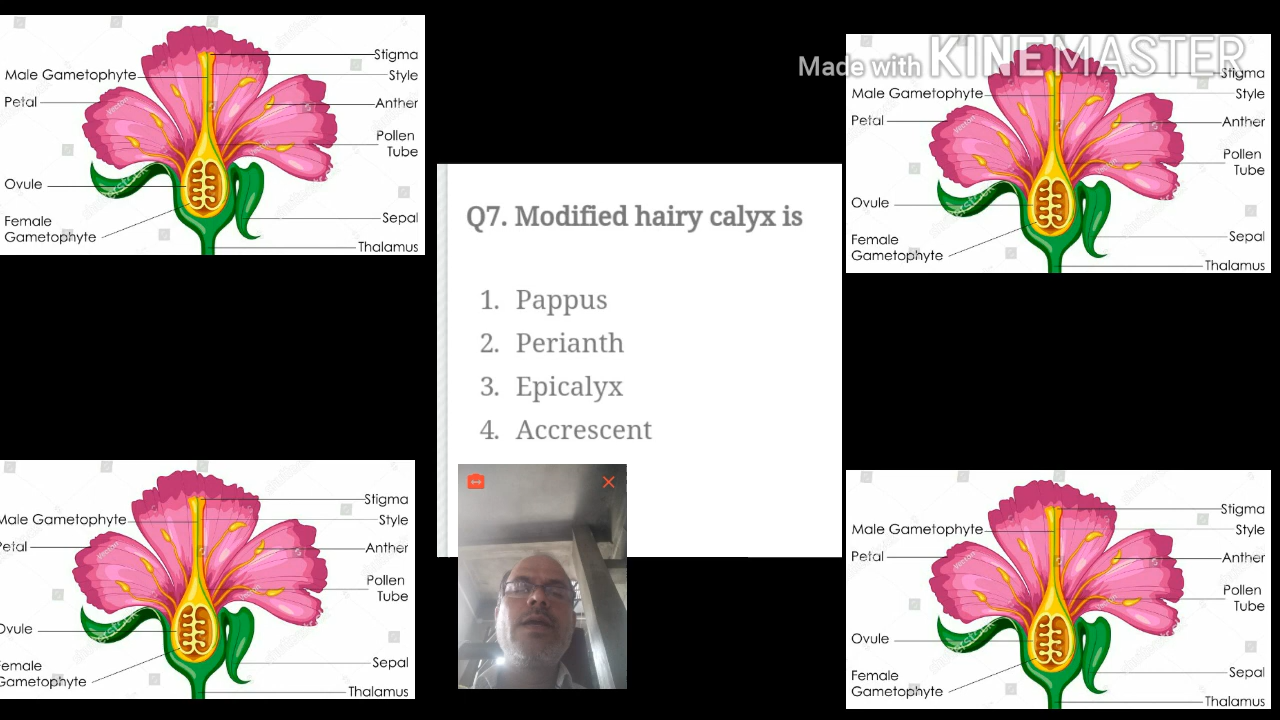 Stigma
Male Gametophyte
Style
Petal
Anther
Pollen
Tube
Ovule
Sepal
Female
Gametophyte
Thalamus
Made with KINEMASTER
Stigma
Male Gametophyte
Style
Petal
Anther
Pollen
Tube
Ovule
Sepal
Female
Gametophyte
Thalamus
Q7. Modified hairy calyx is
1. Pappus
2. Perianth
3. Epicalyx
4. Accrescent
Stigma
Male Gametophyte
Style
Petal
Anther
Pollen
Tube
Ovule
Sepal
Female
Gametophyte
Thalamus
Stigma
Male Gametophyte
Style
Petal
Anther
Pollen
Tube
Ovule
Sepal
Female
Gametophyte
Thalamus